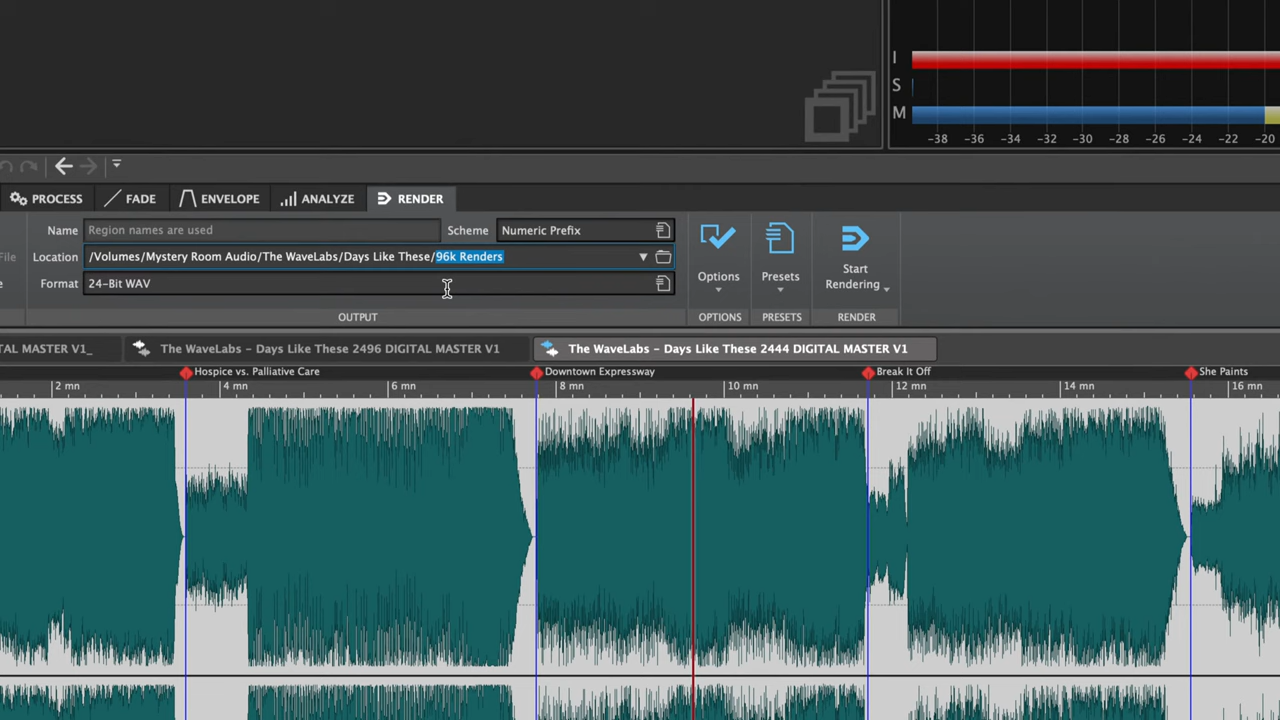 I
S
M
-38 -36 -34 -32 -30 -28 -26 -24 -22 -20
PROCESS FADE ENVELOPE ANALYZE RENDER
Name Region names are used Scheme Numeric Prefix
File Location /Volumes/Mystery Room Audio/The WaveLabs/Days Like These/96k Renders
Format 24-Bit WAV
Options Presets Start Rendering
OUTPUT OPTIONS PRESETS RENDER
TAL MASTER V1_ The WaveLabs – Days Like These 2496 DIGITAL MASTER V1 The WaveLabs – Days Like These 2444 DIGITAL MASTER V1
Hospice vs. Palliative Care Downtown Expressway Break It Off She Paints
2 mn 4 mn 6 mn 8 mn 10 mn 12 mn 14 mn 16 mn